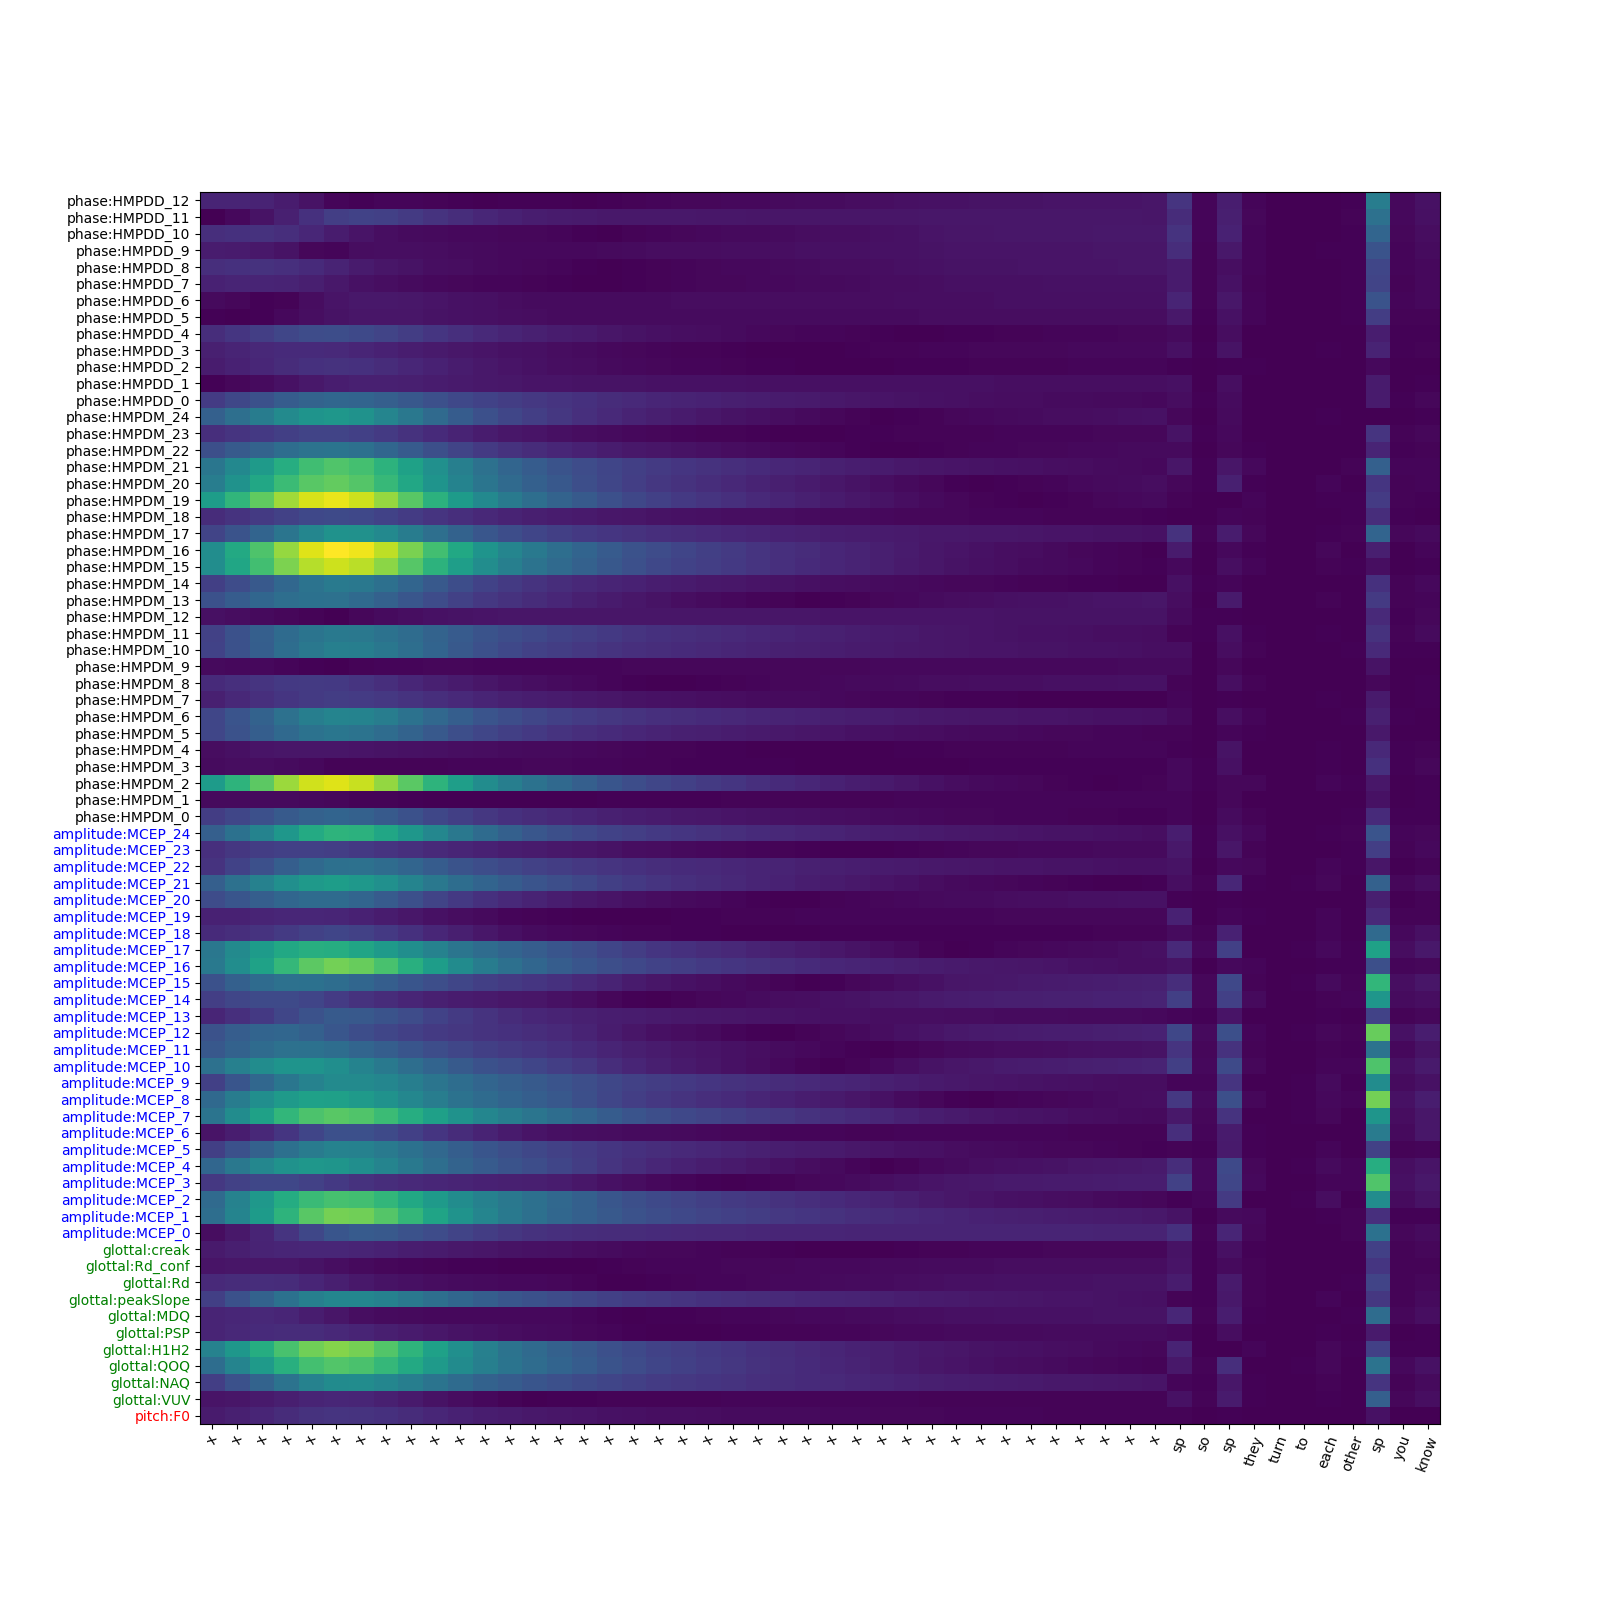 phase:HMPDD_12
phase:HMPDD_11
phase:HMPDD_10
phase:HMPDD_9
phase:HMPDD_8
phase:HMPDD_7
phase:HMPDD_6
phase:HMPDD_5
phase:HMPDD_4
phase:HMPDD_3
phase:HMPDD_2
phase:HMPDD_1
phase:HMPDD_0
phase:HMPDM_24
phase:HMPDM_23
phase:HMPDM_22
phase:HMPDM_21
phase:HMPDM_20
phase:HMPDM_19
phase:HMPDM_18
phase:HMPDM_17
phase:HMPDM_16
phase:HMPDM_15
phase:HMPDM_14
phase:HMPDM_13
phase:HMPDM_12
phase:HMPDM_11
phase:HMPDM_10
phase:HMPDM_9
phase:HMPDM_8
phase:HMPDM_7
phase:HMPDM_6
phase:HMPDM_5
phase:HMPDM_4
phase:HMPDM_3
phase:HMPDM_2
phase:HMPDM_1
phase:HMPDM_0
amplitude:MCEP_24
amplitude:MCEP_23
amplitude:MCEP_22
amplitude:MCEP_21
amplitude:MCEP_20
amplitude:MCEP_19
amplitude:MCEP_18
amplitude:MCEP_17
amplitude:MCEP_16
amplitude:MCEP_15
amplitude:MCEP_14
amplitude:MCEP_13
amplitude:MCEP_12
amplitude:MCEP_11
amplitude:MCEP_10
amplitude:MCEP_9
amplitude:MCEP_8
amplitude:MCEP_7
amplitude:MCEP_6
amplitude:MCEP_5
amplitude:MCEP_4
amplitude:MCEP_3
amplitude:MCEP_2
amplitude:MCEP_1
amplitude:MCEP_0
glottal:creak
glottal:Rd_conf
glottal:Rd
glottal:peakSlope
glottal:MDQ
glottal:PSP
glottal:H1H2
glottal:QOQ
glottal:NAQ
glottal:VUV
pitch:F0
x x x x x x x x x x x x x x x x x x x x x x x x x x x x x x x x x x x x x x x sp so sp they turn to each other sp you know